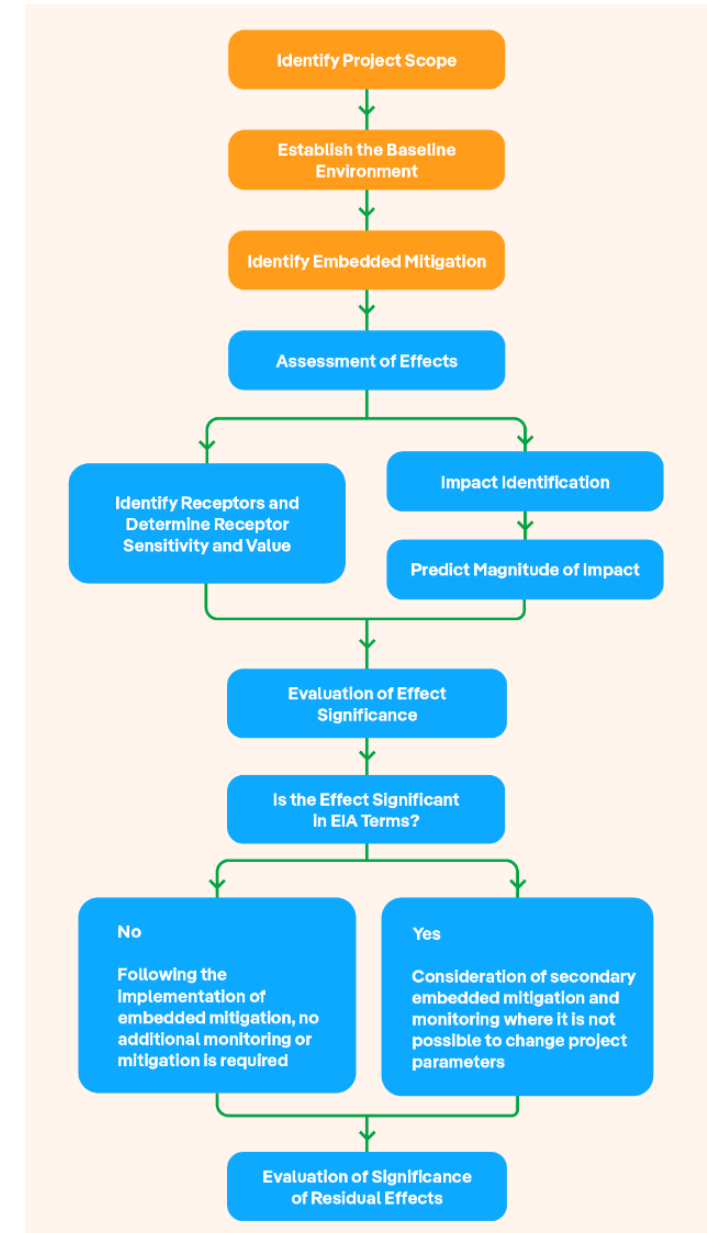 Identify Project Scope
Establish the Baseline
Environment
Identify Embedded Mitigation
Assessment of Effects
Identify Receptors and
Determine Receptor
Sensitivity and Value
Impact Identification
Predict Magnitude of Impact
Evaluation of Effect
Significance
Is the Effect Significant
in EIA Terms?
No
Following the
implementation of
embedded mitigation, no
additional monitoring or
mitigation is required
Yes
Consideration of secondary
embedded mitigation and
monitoring where it is not
possible to change project
parameters
Evaluation of Significance
of Residual Effects